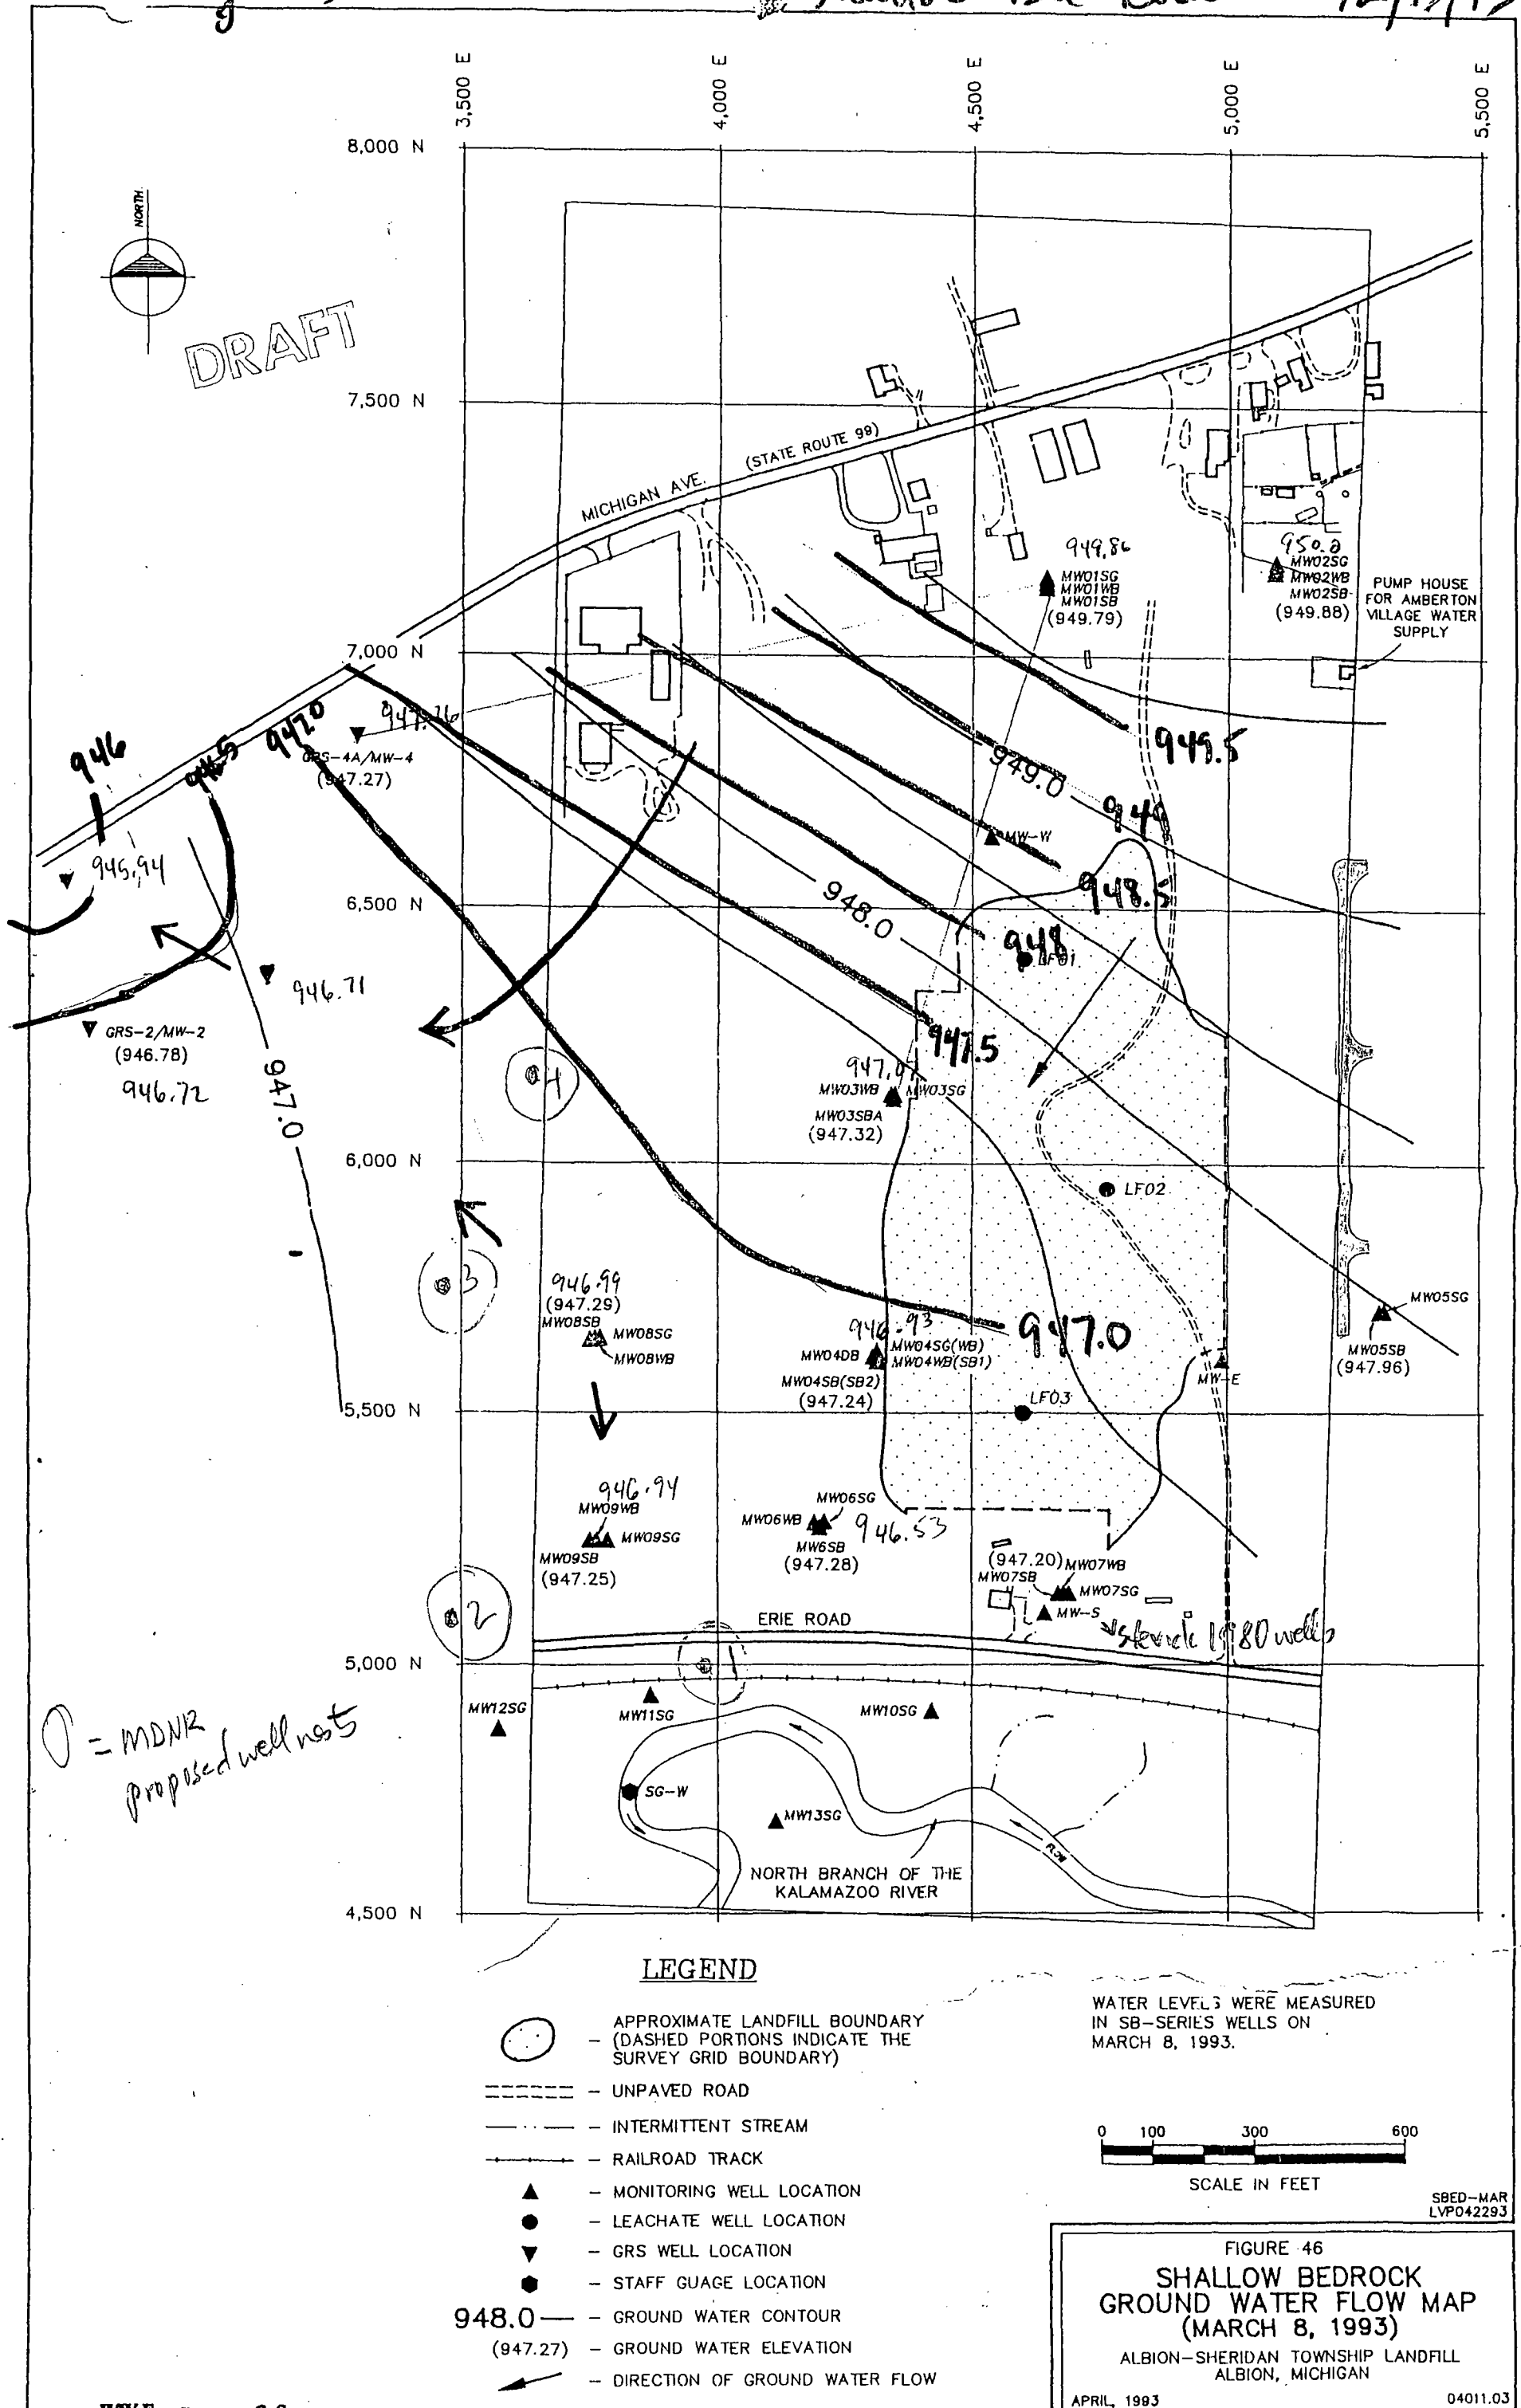 3,500 E
4,000 E
4,500 E
5,000 E
5,500 E
8,000 N
NORTH
DRAFT
7,500 N
MICHIGAN AVE.
(STATE ROUTE 99)
949.86
MW01SG
MW01WB
MW01SB
(949.79)
MW02SG
MW02WB
MW02SB
(949.88)
PUMP HOUSE
FOR AMBERTON
VILLAGE WATER
SUPPLY
7,000 N
946
946.5
947.0
GRS-4A/MW-4
(947.27)
949.5
949.0
949
MW-W
948.5
945.94
948.0
6,500 N
948
LF01
946.71
947.5
GRS-2/MW-2
(946.78)
946.72
947.0
4
947.07
MW03WB
MW03SG
MW03SBA
(947.32)
6,000 N
LF02
3
946.99
(947.29)
MW08SB
MW08SG
MW08WB
946.93
947.0
MW04DB
MW04SG(WB)
MW04WB(SB1)
MW04SB(SB2)
(947.24)
MW05SG
MW05SB
(947.96)
MW-E
5,500 N
LF03
946.94
MW09WB
MW09SG
MW09SB
(947.25)
MW06SG
MW06WB
946.53
MW6SB
(947.28)
(947.20)
MW07WB
MW07SB
MW07SG
MW-S
1980 wells
2
ERIE ROAD
5,000 N
1
MW12SG
MW11SG
MW10SG
= MDNR
proposed well nests
SG-W
MW13SG
FLOW
NORTH BRANCH OF THE
KALAMAZOO RIVER
4,500 N
LEGEND
APPROXIMATE LANDFILL BOUNDARY
- (DASHED PORTIONS INDICATE THE
SURVEY GRID BOUNDARY)
- UNPAVED ROAD
- INTERMITTENT STREAM
- RAILROAD TRACK
- MONITORING WELL LOCATION
- LEACHATE WELL LOCATION
- GRS WELL LOCATION
- STAFF GUAGE LOCATION
948.0 - GROUND WATER CONTOUR
(947.27) - GROUND WATER ELEVATION
- DIRECTION OF GROUND WATER FLOW
WATER LEVELS WERE MEASURED
IN SB-SERIES WELLS ON
MARCH 8, 1993.
0 100 300 600
SCALE IN FEET
SBED-MAR
LVP042293
FIGURE 46
SHALLOW BEDROCK
GROUND WATER FLOW MAP
(MARCH 8, 1993)
ALBION-SHERIDAN TOWNSHIP LANDFILL
ALBION, MICHIGAN
APRIL, 1993
04011.03